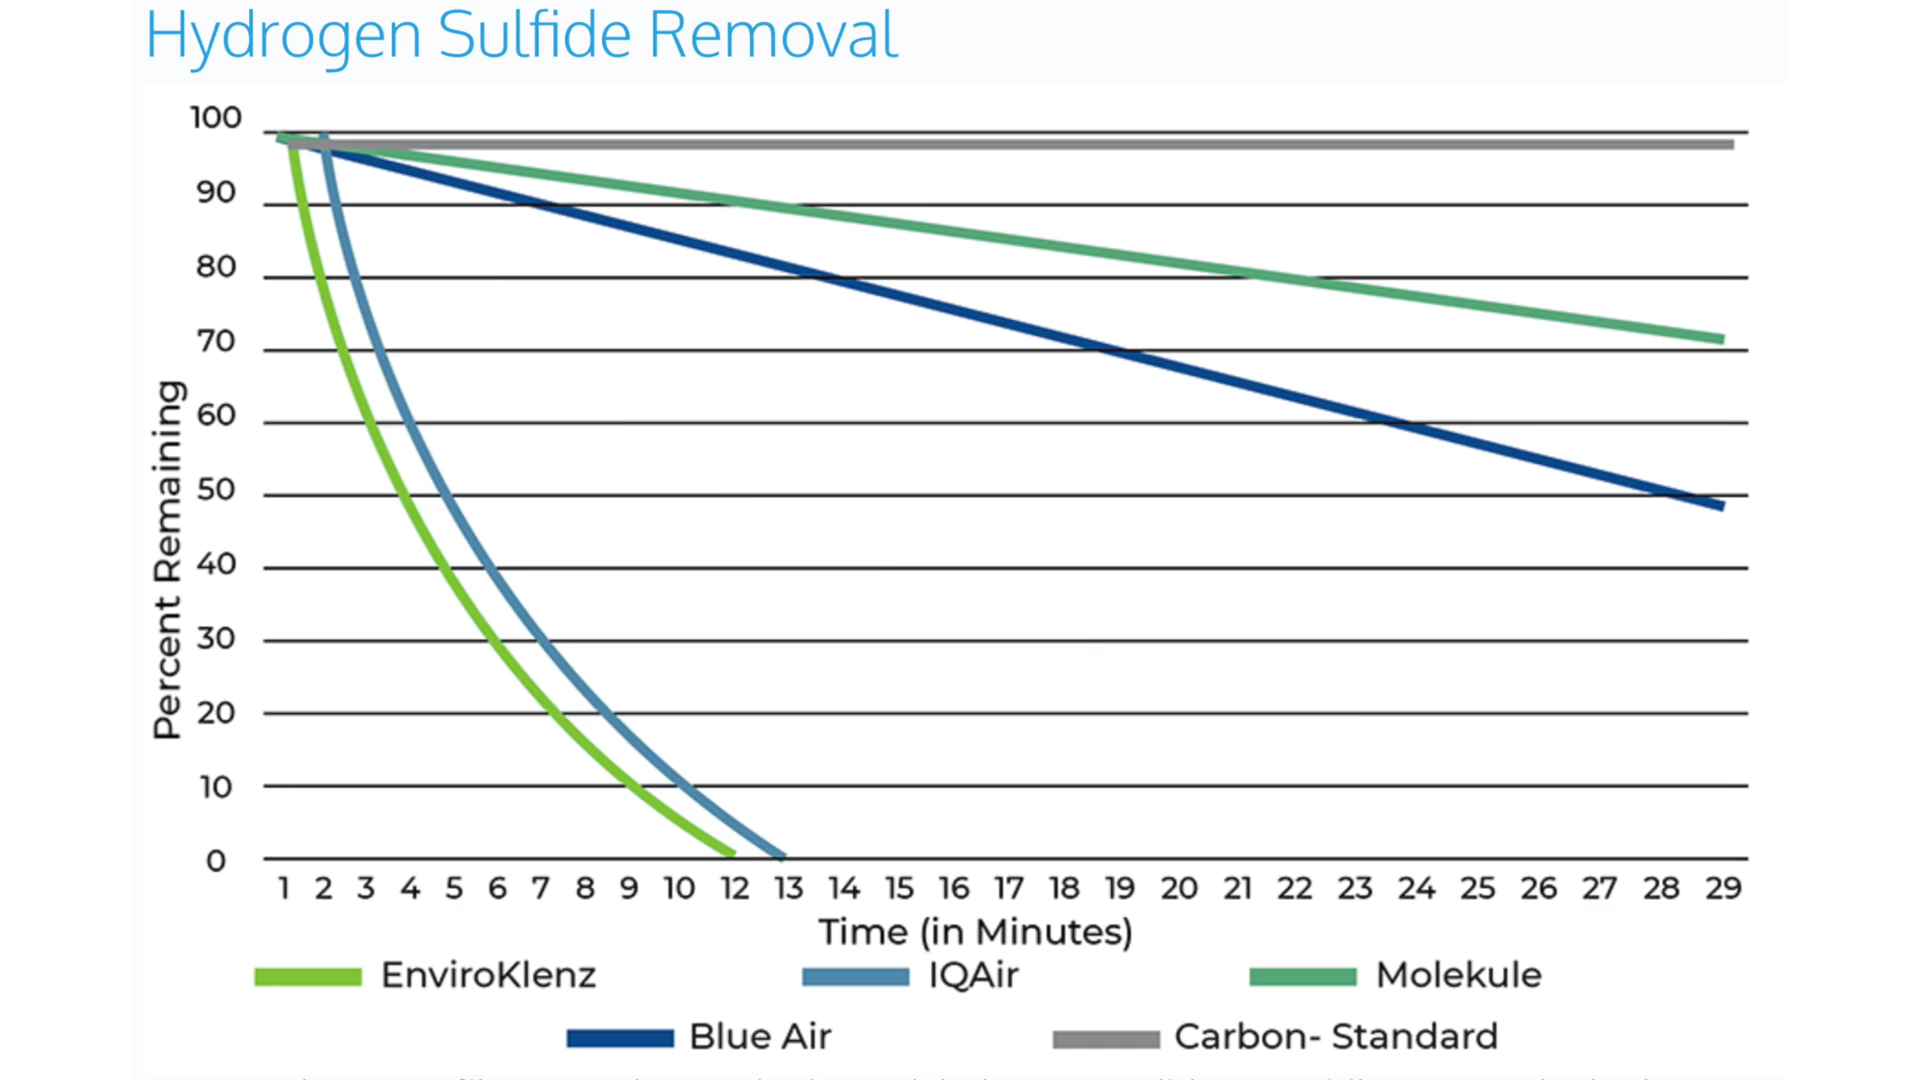 Hydrogen Sulfide Removal
100
90
80
70
60
50
40
30
20
10
0
Percent Remaining
1 2 3 4 5 6 7 8 9 10 12 13 14 15 16 17 18 19 20 21 22 23 24 25 26 27 28 29
Time (in Minutes)
EnviroKlenz IQAir Molekule
Blue Air Carbon- Standard